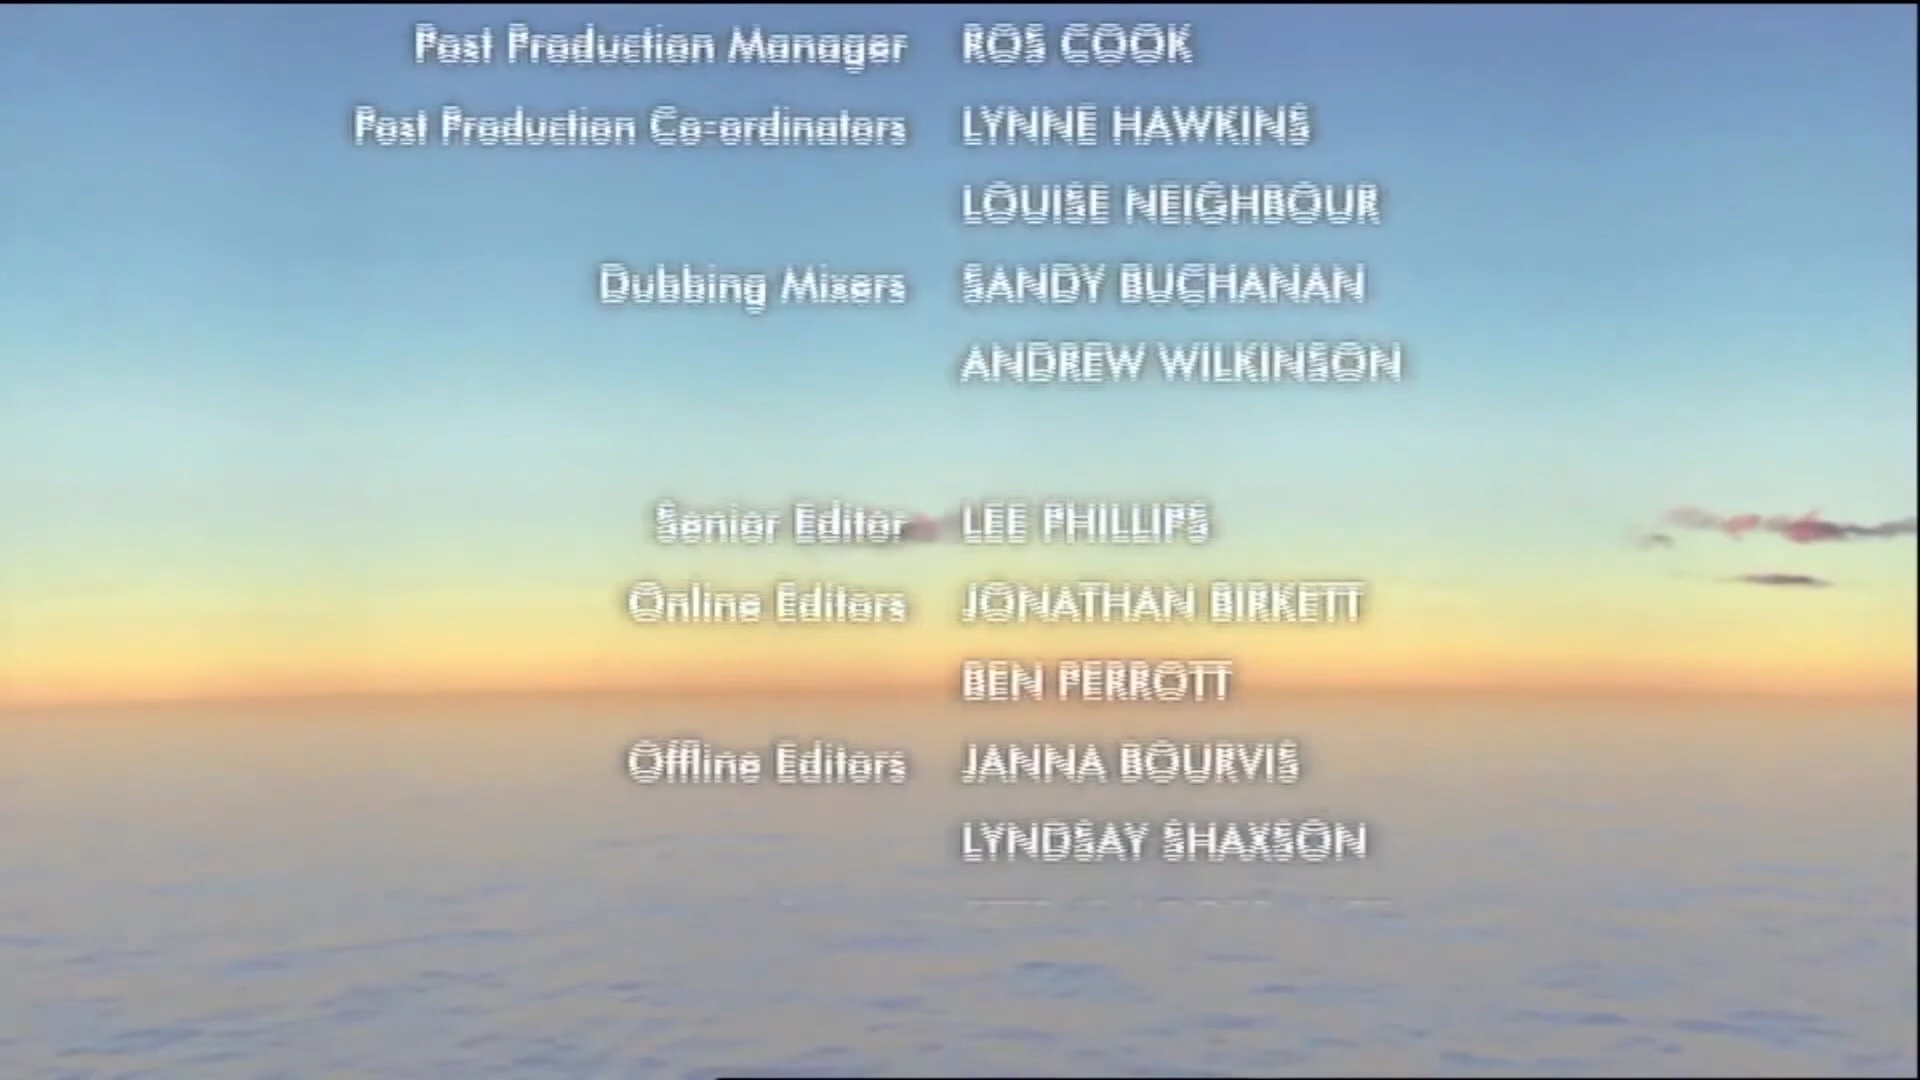 Post Production Manager ROS COOK
Post Production Co-ordinators LYNNE HAWKINS
LOUISE NEIGHBOUR
Dubbing Mixers SANDY BUCHANAN
ANDREW WILKINSON
Senior Editor LEE PHILLIPS
Online Editors JONATHAN BIRKETT
BEN PERROTT
Offline Editors JANNA BOURVIS
LYNDSAY SHAXSON